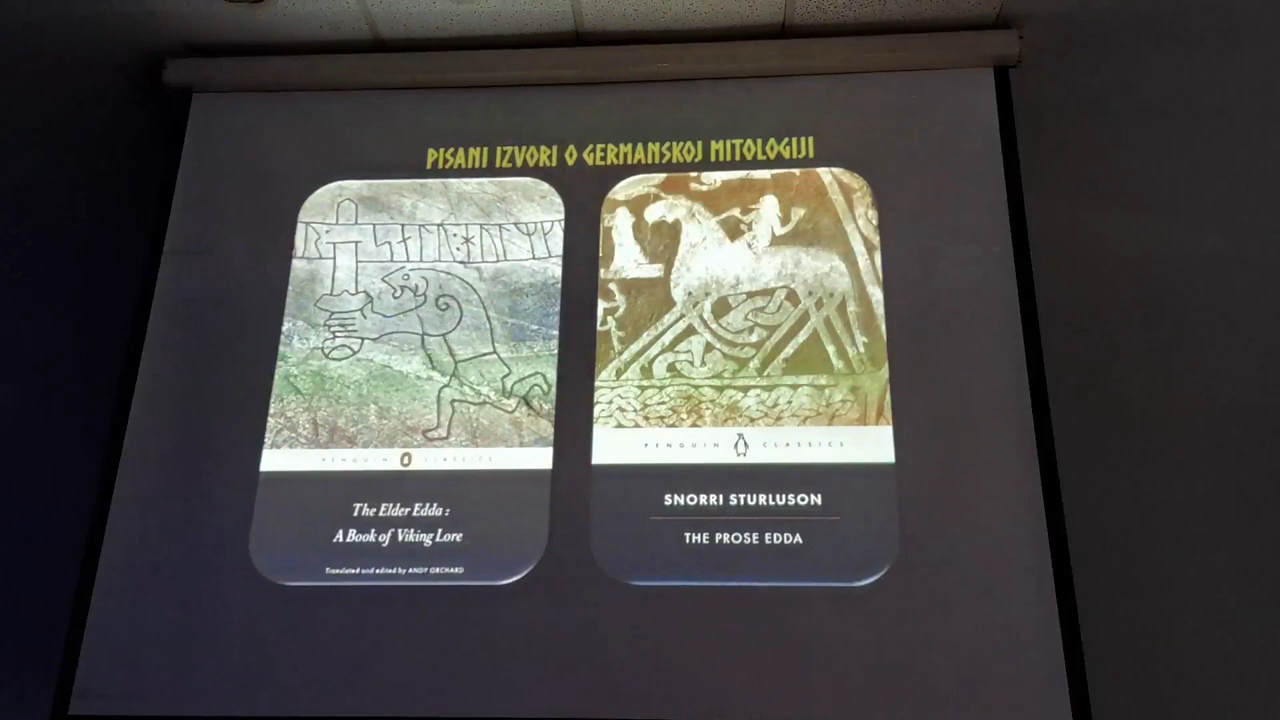 PISANI IZVORI O GERMANSKOJ MITOLOGIJI
PENGUIN CLASSICS
The Elder Edda:
A Book of Viking Lore
Translated and edited by ANDY ORCHARD
PENGUIN CLASSICS
SNORRI STURLUSON
THE PROSE EDDA